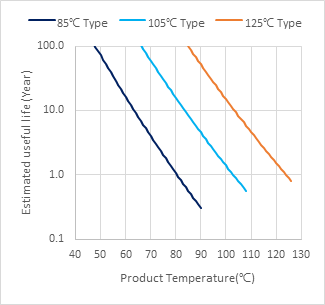 85℃ Type 105℃ Type 125℃ Type
Estimated useful life (Year)
100.0
10.0
1.0
0.1
40 50 60 70 80 90 100 110 120 130
Product Temperature(℃)